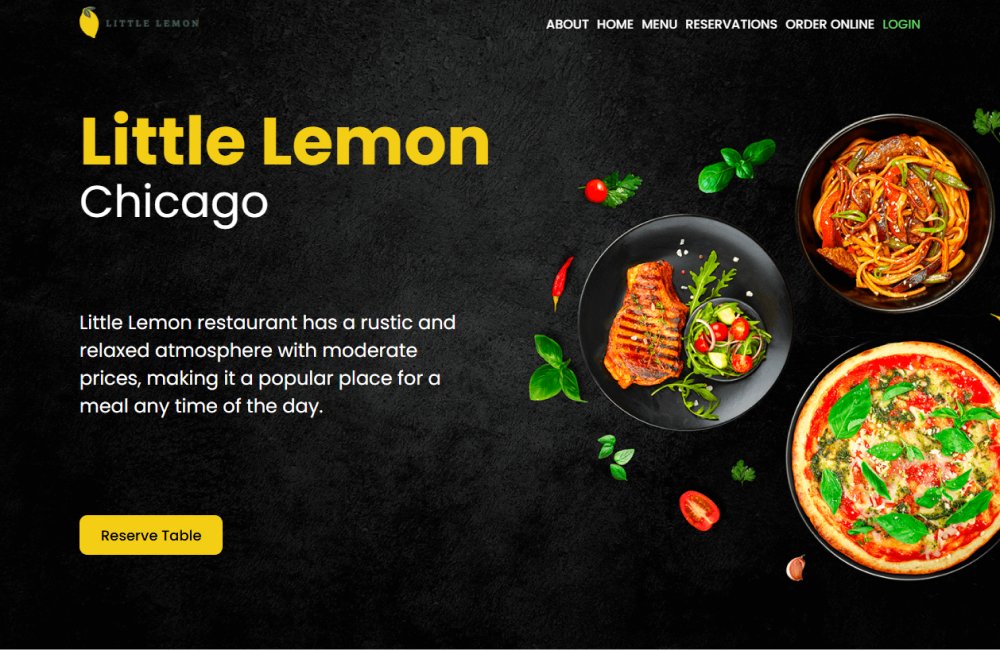 LITTLE LEMON
ABOUT HOME MENU RESERVATIONS ORDER ONLINE LOGIN
Little Lemon
Chicago
Little Lemon restaurant has a rustic and
relaxed atmosphere with moderate
prices, making it a popular place for a
meal any time of the day.
Reserve Table